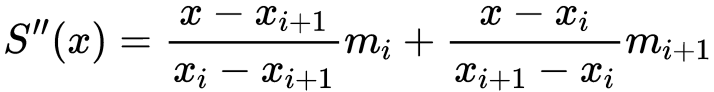 S''(x) = \frac{x - x_{i+1}}{x_i - x_{i+1}} m_i + \frac{x - x_i}{x_{i+1} - x_i} m_{i+1}